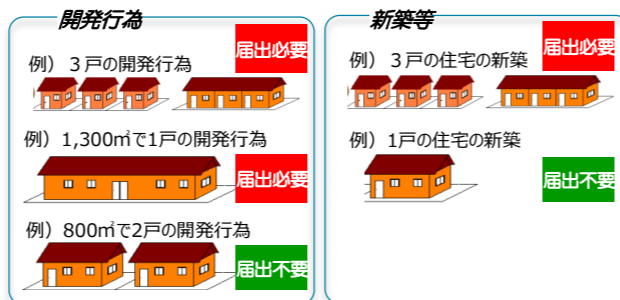 開発行為
届出必要
例）３戸の開発行為
例）1,300㎡で1戸の開発行為
届出必要
例）800㎡で2戸の開発行為
届出不要
新築等
届出必要
例）３戸の住宅の新築
例）1戸の住宅の新築
届出不要